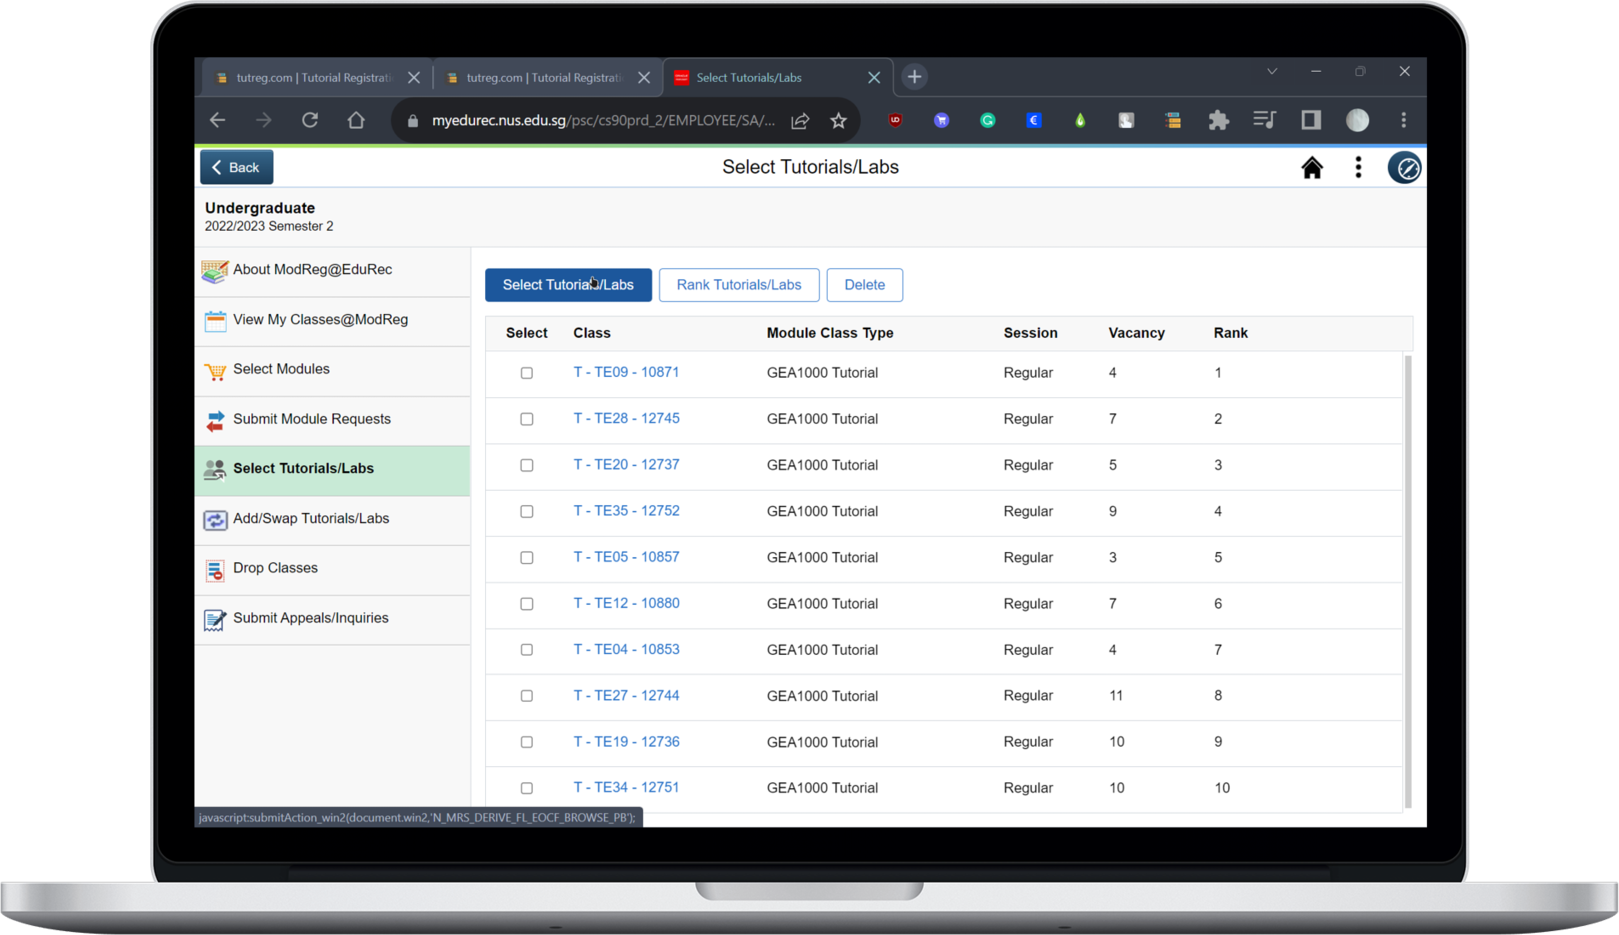 tutreg.com | Tutorial Registrati
tutreg.com | Tutorial Registrati
Select Tutorials/Labs
myedurec.nus.edu.sg/psc/cs90prd_2/EMPLOYEE/SA/...
Back
Select Tutorials/Labs
Undergraduate
2022/2023 Semester 2
About ModReg@EduRec
View My Classes@ModReg
Select Modules
Submit Module Requests
Select Tutorials/Labs
Add/Swap Tutorials/Labs
Drop Classes
Submit Appeals/Inquiries
Select Tutorials/Labs Rank Tutorials/Labs Delete
Select Class Module Class Type Session Vacancy Rank
T - TE09 - 10871 GEA1000 Tutorial Regular 4 1
T - TE28 - 12745 GEA1000 Tutorial Regular 7 2
T - TE20 - 12737 GEA1000 Tutorial Regular 5 3
T - TE35 - 12752 GEA1000 Tutorial Regular 9 4
T - TE05 - 10857 GEA1000 Tutorial Regular 3 5
T - TE12 - 10880 GEA1000 Tutorial Regular 7 6
T - TE04 - 10853 GEA1000 Tutorial Regular 4 7
T - TE27 - 12744 GEA1000 Tutorial Regular 11 8
T - TE19 - 12736 GEA1000 Tutorial Regular 10 9
T - TE34 - 12751 GEA1000 Tutorial Regular 10 10
javascript:submitAction_win2(document.win2,'N_MRS_DERIVE_FL_EOCF_BROWSE_PB');